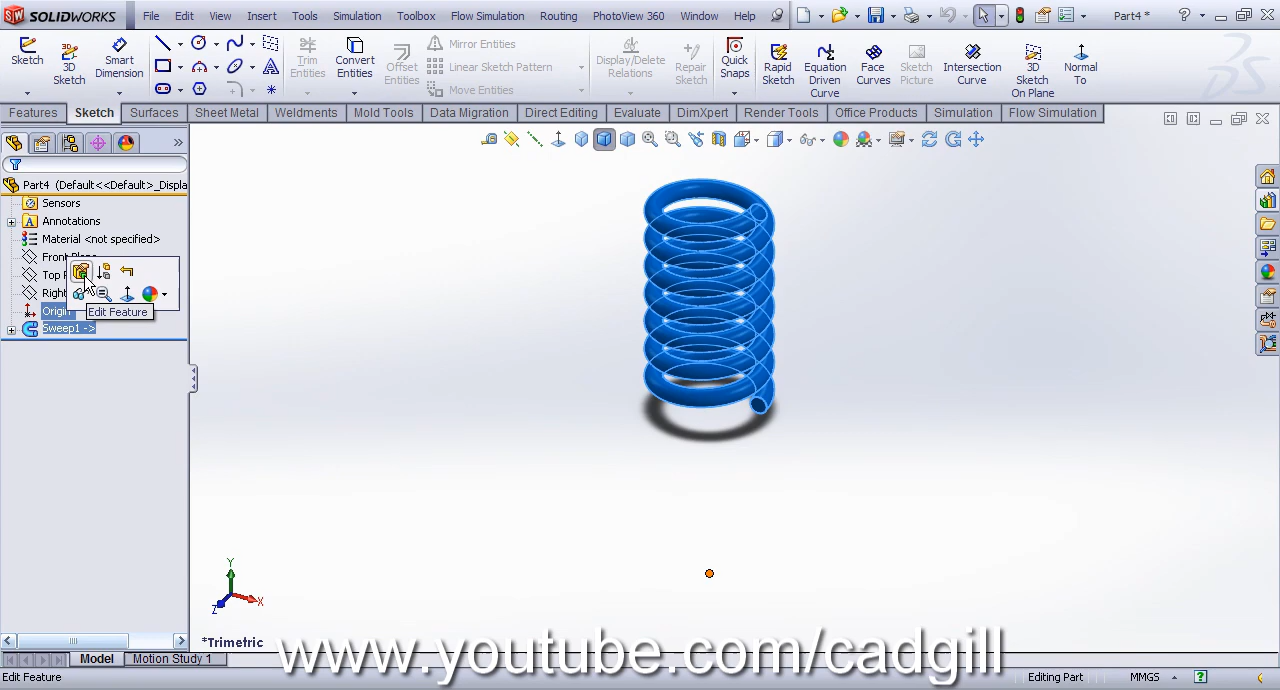 SOLIDWORKS File Edit View Insert Tools Simulation Toolbox Flow Simulation Routing PhotoView 360 Window Help Part4 *
Sketch 3D Sketch Smart Dimension Trim Entities Convert Entities Offset Entities Mirror Entities Linear Sketch Pattern Move Entities Display/Delete Relations Repair Sketch Quick Snaps Rapid Sketch Equation Driven Curve Face Curves Sketch Picture Intersection Curve 3D Sketch On Plane Normal To
Features Sketch Surfaces Sheet Metal Weldments Mold Tools Data Migration Direct Editing Evaluate DimXpert Render Tools Office Products Simulation Flow Simulation
Part4 (Default<<Default>_Displa
Sensors
Annotations
Material <not specified>
Front Plane
Top P
Right
Origin
Edit Feature
Sweep1 ->
Y
X
Z
*Trimetric
www.youtube.com/cadgill
Model Motion Study 1
Edit Feature Editing Part MMGS